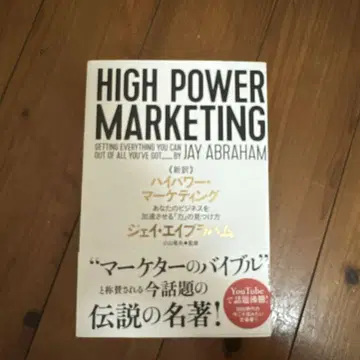 HIGH POWER
MARKETING
GETTING EVERYTHING YOU CAN
OUT OF ALL YOU'VE GOT
BY JAY ABRAHAM
《新訳》
ハイパワー・
マーケティング
あなたのビジネスを
加速させる「力」の見つけ方
ジェイ・エイブラハム
"マーケターのバイブル"
と称賛される今話題の
伝説の名著!
YouTube
で話題沸騰!